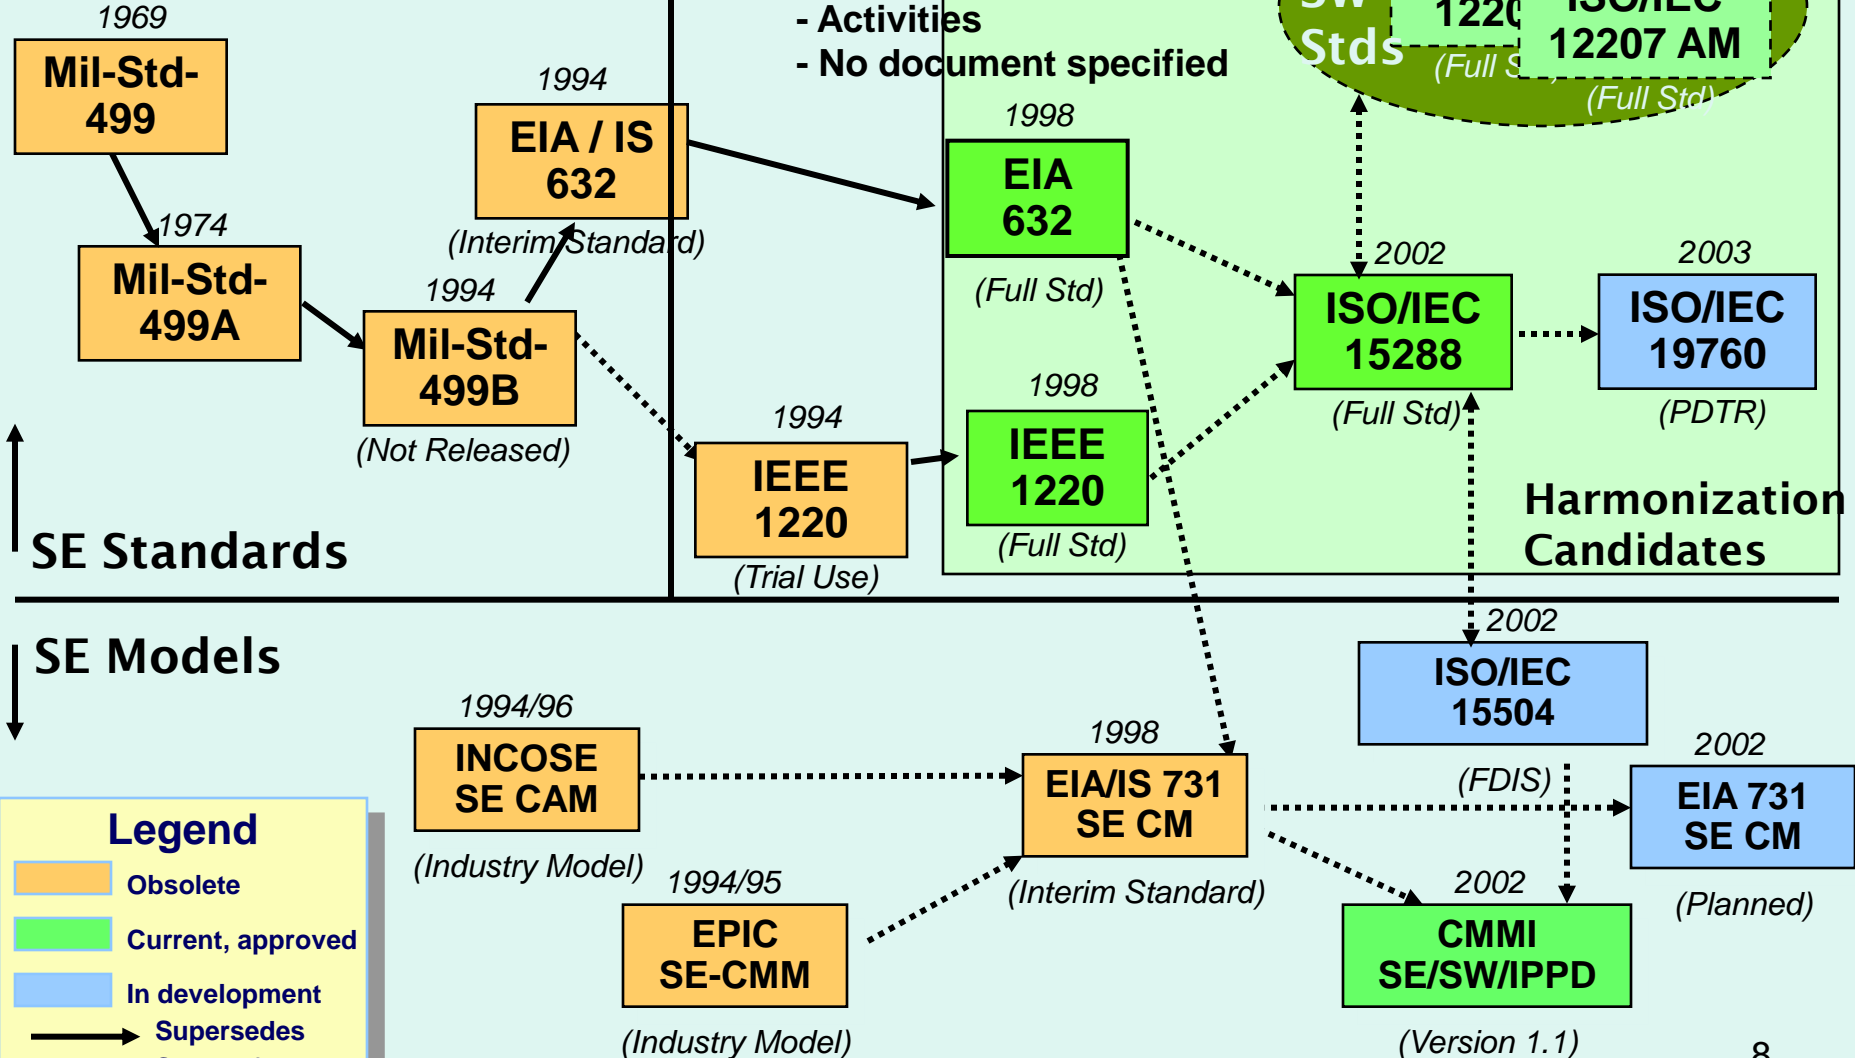 1969
Mil-Std-
499
- Activities
- No document specified
SW
Stds
ISO/IEC
12207 AM
(Full Std)
1994
EIA / IS
632
(Interim Standard)
1998
EIA
632
(Full Std)
1974
Mil-Std-
499A
1994
Mil-Std-
499B
(Not Released)
2002
ISO/IEC
15288
(Full Std)
2003
ISO/IEC
19760
(PDTR)
1994
IEEE
1220
(Trial Use)
1998
IEEE
1220
(Full Std)
Harmonization
Candidates
SE Standards
SE Models
2002
ISO/IEC
15504
(FDIS)
1994/96
INCOSE
SE CAM
(Industry Model)
1998
EIA/IS 731
SE CM
(Interim Standard)
2002
EIA 731
SE CM
(Planned)
1994/95
EPIC
SE-CMM
(Industry Model)
2002
CMMI
SE/SW/IPPD
(Version 1.1)
Legend
Obsolete
Current, approved
In development
Supersedes
8